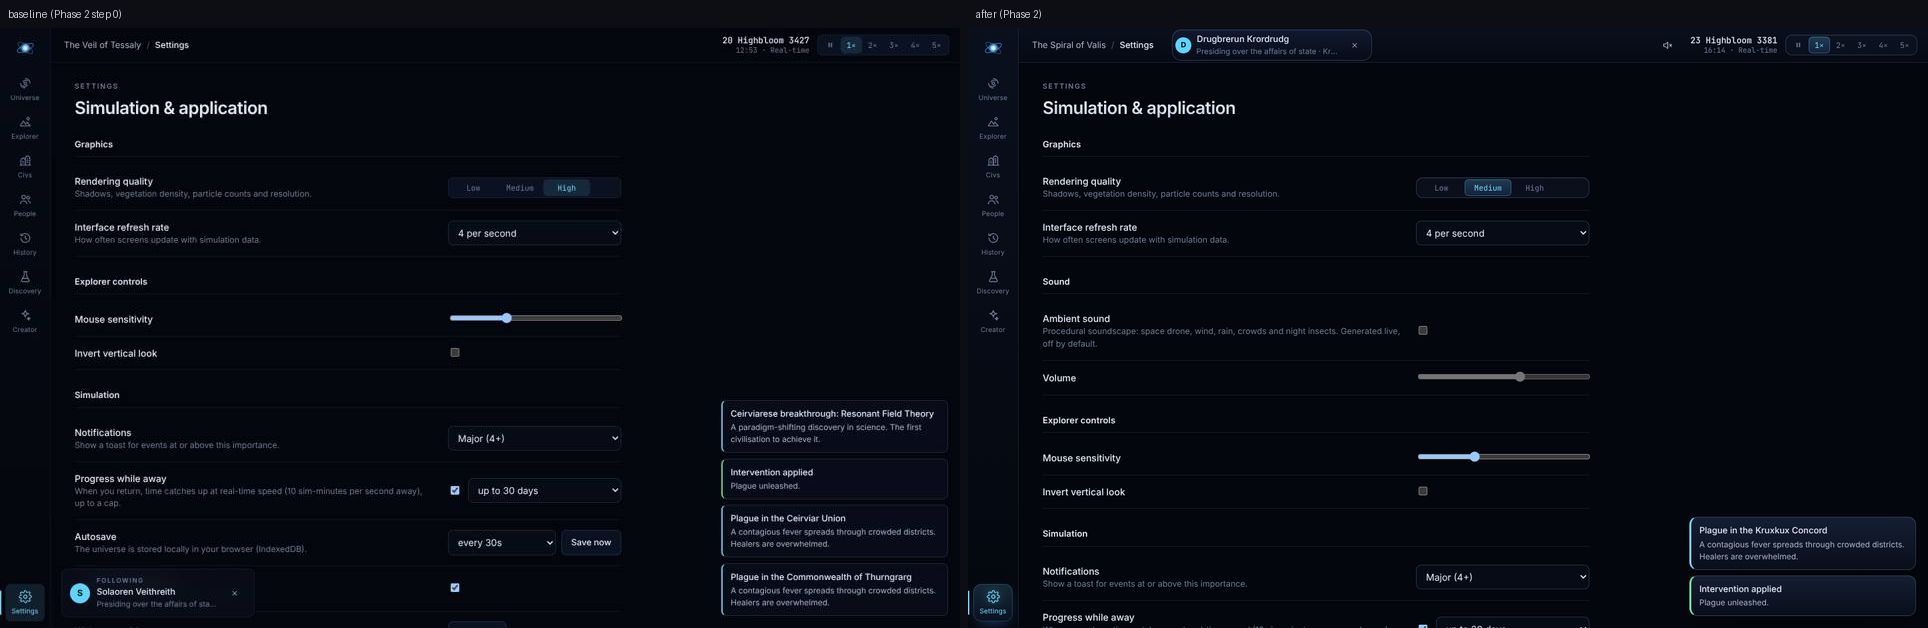 baseline (Phase 2 step 0)
The Veil of Tessaly / Settings
20 Highbloom 3427
12:53 · Real-time
1× 2× 3× 4× 5×
Universe
Explorer
Civs
People
History
Discovery
Creator
Settings
SETTINGS
Simulation & application
Graphics
Rendering quality
Shadows, vegetation density, particle counts and resolution.
Low Medium High
Interface refresh rate
How often screens update with simulation data.
4 per second
Explorer controls
Mouse sensitivity
Invert vertical look
Simulation
Notifications
Show a toast for events at or above this importance.
Major (4+)
Progress while away
When you return, time catches up at real-time speed (10 sim-minutes per second away),
up to a cap.
up to 30 days
Autosave
The universe is stored locally in your browser (IndexedDB).
every 30s
Save now
S
FOLLOWING
Solaoren Veithreith
Presiding over the affairs of sta...
×
Ceirviarese breakthrough: Resonant Field Theory
A paradigm-shifting discovery in science. The first
civilisation to achieve it.
Intervention applied
Plague unleashed.
Plague in the Ceirviar Union
A contagious fever spreads through crowded districts.
Healers are overwhelmed.
Plague in the Commonwealth of Thurngrarg
A contagious fever spreads through crowded districts.
Healers are overwhelmed.
after (Phase 2)
The Spiral of Valis / Settings
D
Drugbrerun Krordrudg
Presiding over the affairs of state · Kr...
×
23 Highbloom 3381
16:14 · Real-time
1× 2× 3× 4× 5×
Universe
Explorer
Civs
People
History
Discovery
Creator
Settings
SETTINGS
Simulation & application
Graphics
Rendering quality
Shadows, vegetation density, particle counts and resolution.
Low Medium High
Interface refresh rate
How often screens update with simulation data.
4 per second
Sound
Ambient sound
Procedural soundscape: space drone, wind, rain, crowds and night insects. Generated live,
off by default.
Volume
Explorer controls
Mouse sensitivity
Invert vertical look
Simulation
Notifications
Show a toast for events at or above this importance.
Major (4+)
Progress while away
Plague in the Kruxkux Concord
A contagious fever spreads through crowded districts.
Healers are overwhelmed.
Intervention applied
Plague unleashed.